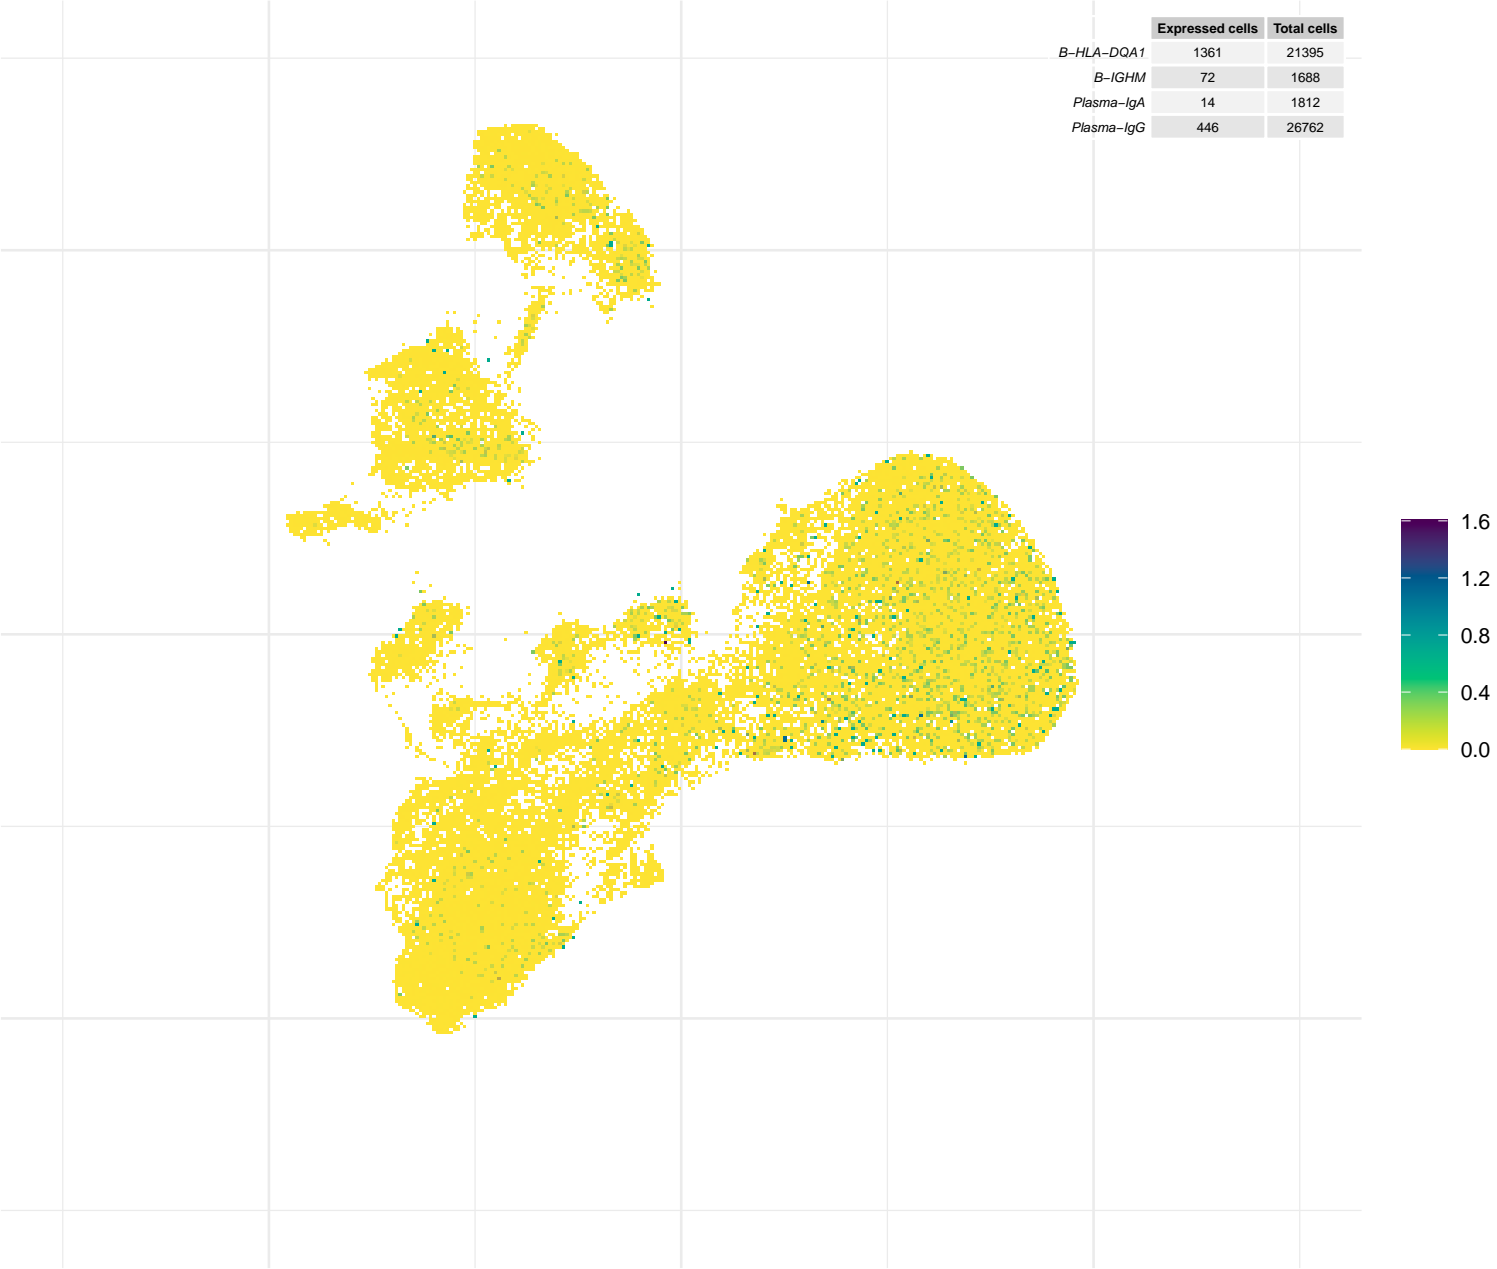 Expressed cells Total cells
B−HLA−DQA1 1361 21395
B−IGHM 72 1688
Plasma−IgA 14 1812
Plasma−IgG 446 26762
1.6
1.2
0.8
0.4
0.0